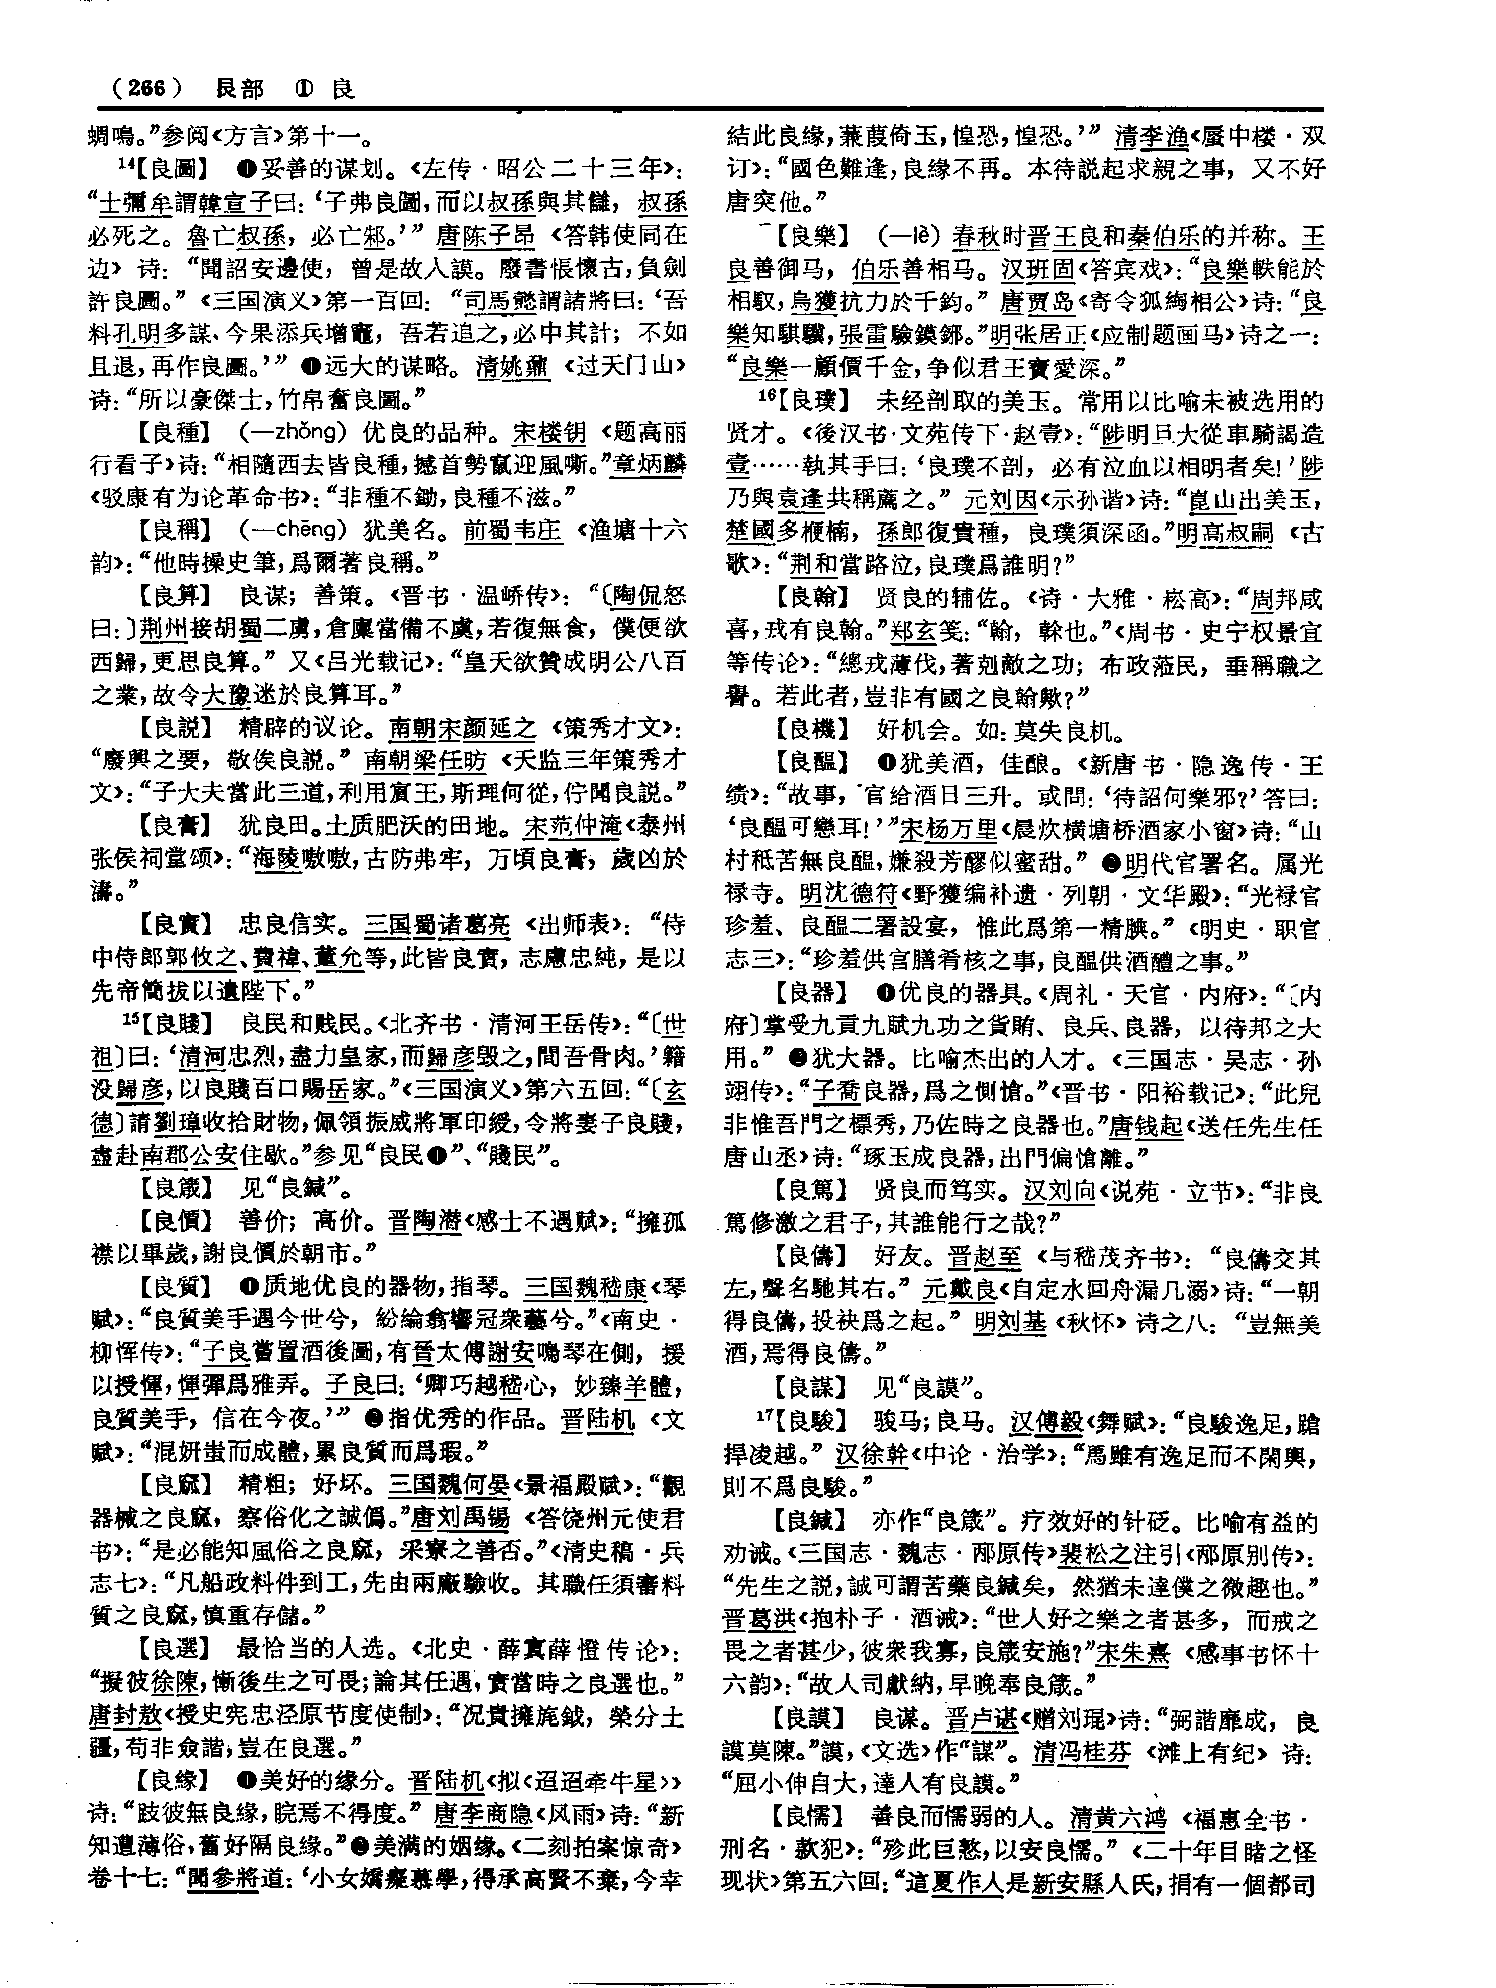 （266） 艮部 ① 良
蜩鳴。”参阅《方言》第十一。
14【良圖】 ❶妥善的谋划。《左传·昭公二十三年》：
“士彌牟謂韓宣子曰：‘子弗良圖，而以叔孫與其讎，叔孫
必死之。魯亡叔孫，必亡邾。’” 唐陈子昂《答韩使同在
边》诗：“聞詔安邊使，曾是故人謨。廢書悵懷古，負劍
許良圖。”《三国演义》第一百回：“司馬懿謂諸將曰：‘吾
料孔明多謀、今果添兵增竈，吾若追之，必中其計；不如
且退，再作良圖。’” ❶远大的谋略。清姚鼐《过天门山》
诗：“所以豪傑士，竹帛奮良圖。”
【良種】 （—zhǒng）优良的品种。宋楼钥《题高丽
行看子》诗：“相隨西去皆良種，撼首勢鬣迎風嘶。”章炳麟
《驳康有为论革命书》：“非種不鋤，良種不滋。”
【良稱】 （—chēng）犹美名。前蜀韦庄《渔塘十六
韵》：“他時操史筆，爲爾著良稱。”
【良算】 良谋；善策。《晋书·温峤传》：“〔陶侃怒
曰：〕荆州接胡蜀二虜，倉廩當備不虞，若復無食，僕便欲
西歸，更思良算。” 又《吕光载记》：“皇天欲贊成明公八百
之業，故令大豫迷於良算耳。”
【良説】 精辟的议论。南朝宋颜延之《策秀才文》：
“廢興之要，敬俟良説。” 南朝梁任昉《天监三年策秀才
文》：“子大夫當此三道，利用賓王，斯理何從，佇聞良説。”
【良膏】 犹良田。土质肥沃的田地。宋范仲淹《泰州
张侯祠堂颂》：“海陵嗷嗷，古防弗牢，万頃良膏，歲凶於
濤。”
【良實】 忠良信实。三国蜀诸葛亮《出师表》：“侍
中侍郎郭攸之、費禕、董允等，此皆良實，志慮忠純，是以
先帝簡拔以遺陛下。”
15【良賤】 良民和贱民。《北齐书·清河王岳传》：“〔世
祖〕曰：‘清河忠烈，盡力皇家，而歸彦毁之，間吾骨肉。’籍
没歸彦，以良賤百口賜岳家。”《三国演义》第六五回：“〔玄
德〕請劉璋收拾財物，佩領振威將軍印綬，令將妻子良賤，
盡赴南郡公安住歇。”参见“良民❶”、“賤民”。
【良箴】 见“良鍼”。
【良價】 善价；高价。晋陶潜《感士不遇赋》：“擁孤
襟以畢歲，謝良價於朝市。”
【良質】 ❶质地优良的器物，指琴。三国魏嵇康《琴
赋》：“良質美手遇今世兮，紛綸翕響冠衆藝兮。”《南史·
柳恽传》：“子良嘗置酒後園，有晉太傅謝安鳴琴在側，援
以授惲，惲彈爲雅弄。子良曰：‘卿巧越嵇心，妙臻羊體，
良質美手，信在今夜。’” ❷指优秀的作品。晋陆机《文
赋》：“混妍蚩而成體，累良質而爲瑕。”
【良窳】 精粗；好坏。三国魏何晏《景福殿赋》：“觀
器械之良窳，察俗化之誠僞。”唐刘禹锡《答饶州元使君
书》：“是必能知風俗之良窳，采寮之善否。”《清史稿·兵
志七》：“凡船政料件到工，先由兩廠驗收。其職任須審料
質之良窳，慎重存儲。”
【良選】 最恰当的人选。《北史·薛寘薛憕传论》：
“擬彼徐陳，慚後生之可畏；論其任遇，實當時之良選也。”
唐封敖《授史宪忠泾原节度使制》：“況貴擁旄鉞，榮分土
疆，苟非僉諧，豈在良選。”
【良緣】 ❶美好的缘分。晋陆机《拟〈迢迢牵牛星〉》
诗：“跂彼無良緣，睆焉不得度。” 唐李商隐《风雨》诗：“新
知遭薄俗，舊好隔良緣。”❷美满的姻缘。《二刻拍案惊奇》
卷十七：“聞參將道：‘小女嬌癡慕學，得承高賢不棄，今幸
結此良緣，蒹葭倚玉，惶恐，惶恐。’” 清李渔《蜃中楼·双
订》：“國色難逢，良緣不再。本待説起求親之事，又不好
唐突他。”
【良樂】 （—lè）春秋时晋王良和秦伯乐的并称。王
良善御马，伯乐善相马。汉班固《答宾戏》：“良樂軼能於
相馭，烏獲抗力於千鈞。” 唐贾岛《寄令狐綯相公》诗：“良
樂知騏驥，張雷驗鏌鋣。”明张居正《应制题画马》诗之一：
“良樂一顧價千金，争似君王寶愛深。”
16【良璞】 未经剖取的美玉。常用以比喻未被选用的
贤才。《後汉书·文苑传下·赵壹》：“陟明旦大從車騎謁造
壹……執其手曰：‘良璞不剖，必有泣血以相明者矣！’陟
乃與袁逢共稱薦之。” 元刘因《示孙谐》诗：“崑山出美玉，
楚國多楩楠，孫郎復貴種，良璞須深函。”明高叔嗣《古
歌》：“荆和當路泣，良璞爲誰明？”
【良翰】 贤良的辅佐。《诗·大雅·崧高》：“周邦咸
喜，戎有良翰。”郑玄笺：“翰，榦也。”《周书·史宁权景宣
等传论》：“總戎薄伐，著剋敵之功；布政蒞民，垂稱職之
譽。若此者，豈非有國之良翰歟？”
【良機】 好机会。如：莫失良机。
【良醖】 ❶犹美酒，佳酿。《新唐书·隐逸传·王
绩》：“故事，官給酒日三升。或問：‘待詔何樂邪？’答曰：
‘良醖可戀耳！’”宋杨万里《晨炊横塘桥酒家小窗》诗：“山
村秪苦無良醖，嫌殺芳醪似蜜甜。” ❷明代官署名。属光
禄寺。明沈德符《野獲编补遗·列朝·文华殿》：“光禄官
珍羞、良醖二署設宴，惟此爲第一精腆。”《明史·职官
志三》：“珍羞供宫膳肴核之事，良醖供酒醴之事。”
【良器】 ❶优良的器具。《周礼·天官·内府》：“〔内
府〕掌受九貢九賦九功之貨賄、良兵、良器，以待邦之大
用。” ❷犹大器。比喻杰出的人才。《三国志·吴志·孙
翊传》：“子喬良器，爲之惻愴。”《晋书·阳裕载记》：“此兒
非惟吾門之標秀，乃佐時之良器也。”唐钱起《送任先生任
唐山丞》诗：“琢玉成良器，出門偏愴離。”
【良篤】 贤良而笃实。汉刘向《说苑·立节》：“非良
篤修激之君子，其誰能行之哉？”
【良儔】 好友。晋赵至《与嵇茂齐书》：“良儔交其
左，聲名馳其右。” 元戴良《自定水回舟漏几溺》诗：“一朝
得良儔，投袂爲之起。” 明刘基《秋怀》诗之八：“豈無美
酒，焉得良儔。”
【良謀】 见“良謨”。
17【良駿】 骏马；良马。汉傅毅《舞赋》：“良駿逸足，蹌
捍凌越。” 汉徐幹《中论·治学》：“馬雖有逸足而不閑輿，
則不爲良駿。”
【良鍼】 亦作“良箴”。疗效好的针砭。比喻有益的
劝诫。《三国志·魏志·邴原传》裴松之注引《邴原别传》：
“先生之説，誠可謂苦藥良鍼矣，然猶未達僕之微趣也。”
晋葛洪《抱朴子·酒诫》：“世人好之樂之者甚多，而戒之
畏之者甚少，彼衆我寡，良箴安施？”宋朱熹《感事书怀十
六韵》：“故人司獻納，早晚奉良箴。”
【良謨】 良谋。晋卢谌《赠刘琨》诗：“弼諧靡成，良
謨莫陳。”謨，《文选》作“謀”。清冯桂芬《滩上有纪》诗：
“屈小伸自大，達人有良謨。”
【良懦】 善良而懦弱的人。清黄六鸿《福惠全书·
刑名·款犯》：“殄此巨憝，以安良懦。”《二十年目睹之怪
现状》第五六回：“這夏作人是新安縣人氏，捐有一個都司